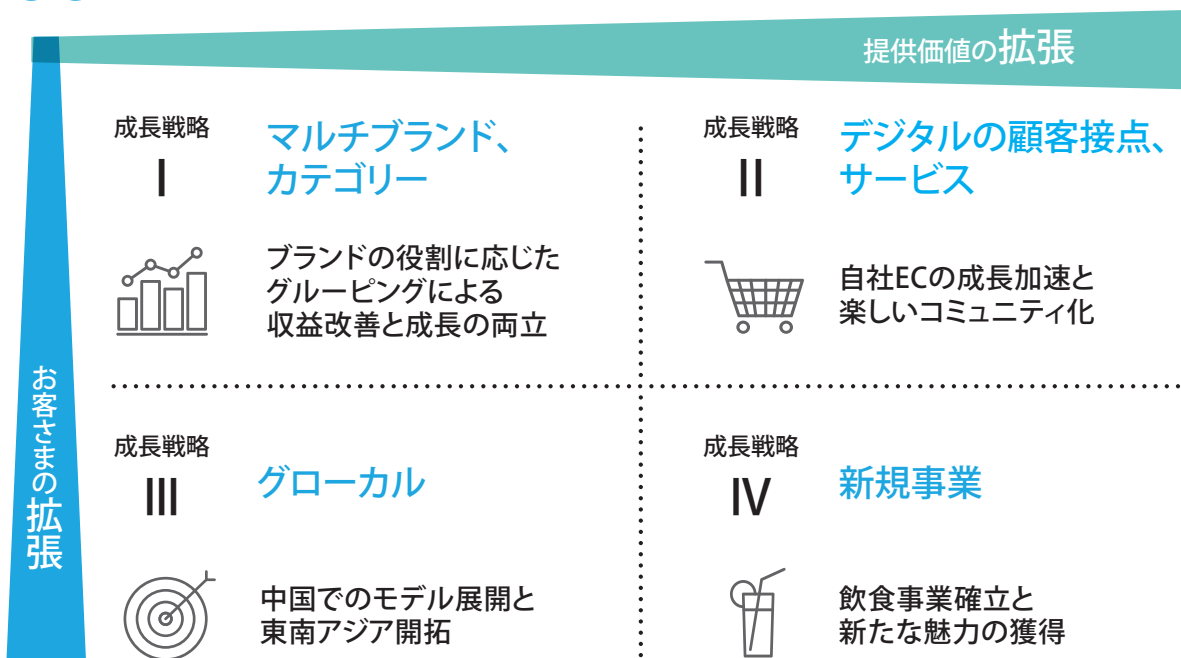 提供価値の拡張
お客さまの拡張
成長戦略
I
マルチブランド、
カテゴリー
ブランドの役割に応じた
グルーピングによる
収益改善と成長の両立
成長戦略
II
デジタルの顧客接点、
サービス
自社ECの成長加速と
楽しいコミュニティ化
成長戦略
III
グローカル
中国でのモデル展開と
東南アジア開拓
成長戦略
IV
新規事業
飲食事業確立と
新たな魅力の獲得